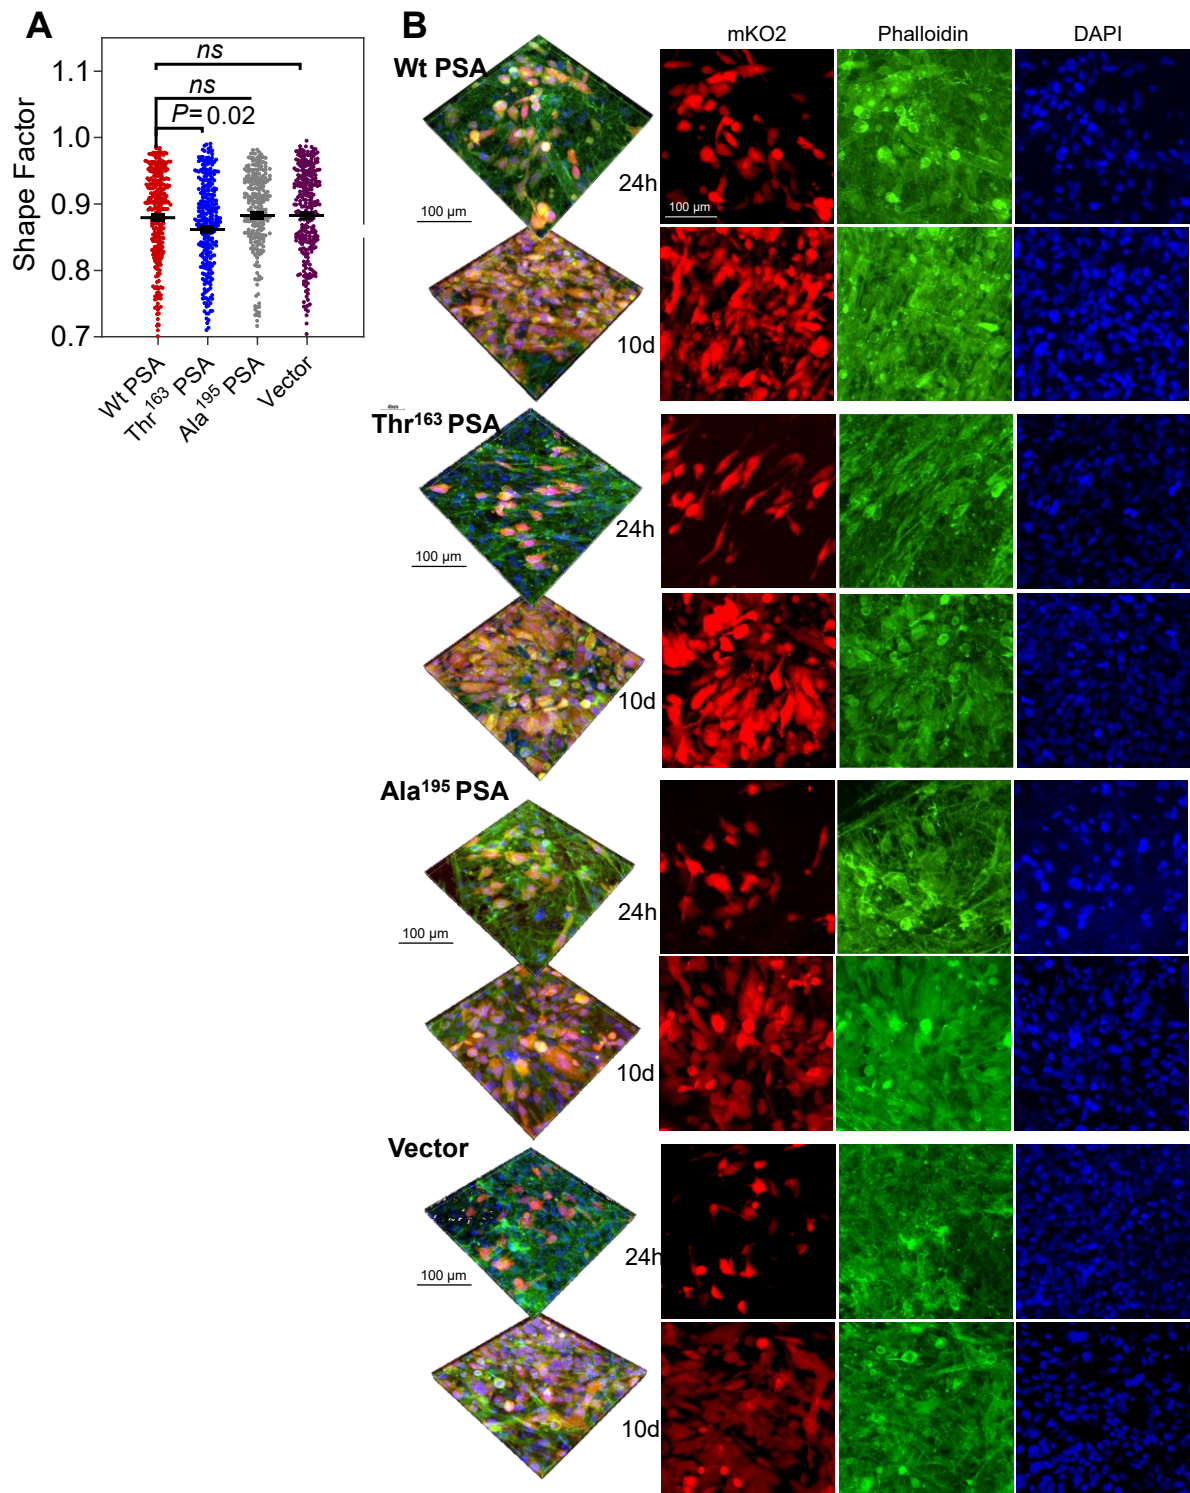 A
B
mKO2
Phalloidin
DAPI
Wt PSA
24h
100 µm
100 µm
10d
Shape Factor
1.1
1.0
0.9
0.8
0.7
ns
ns
P= 0.02
Wt PSA
Thr¹⁶³ PSA
Ala¹⁹⁵ PSA
Vector
Thr¹⁶³ PSA
24h
100 µm
10d
Ala¹⁹⁵ PSA
24h
100 µm
10d
Vector
24h
100 µm
10d